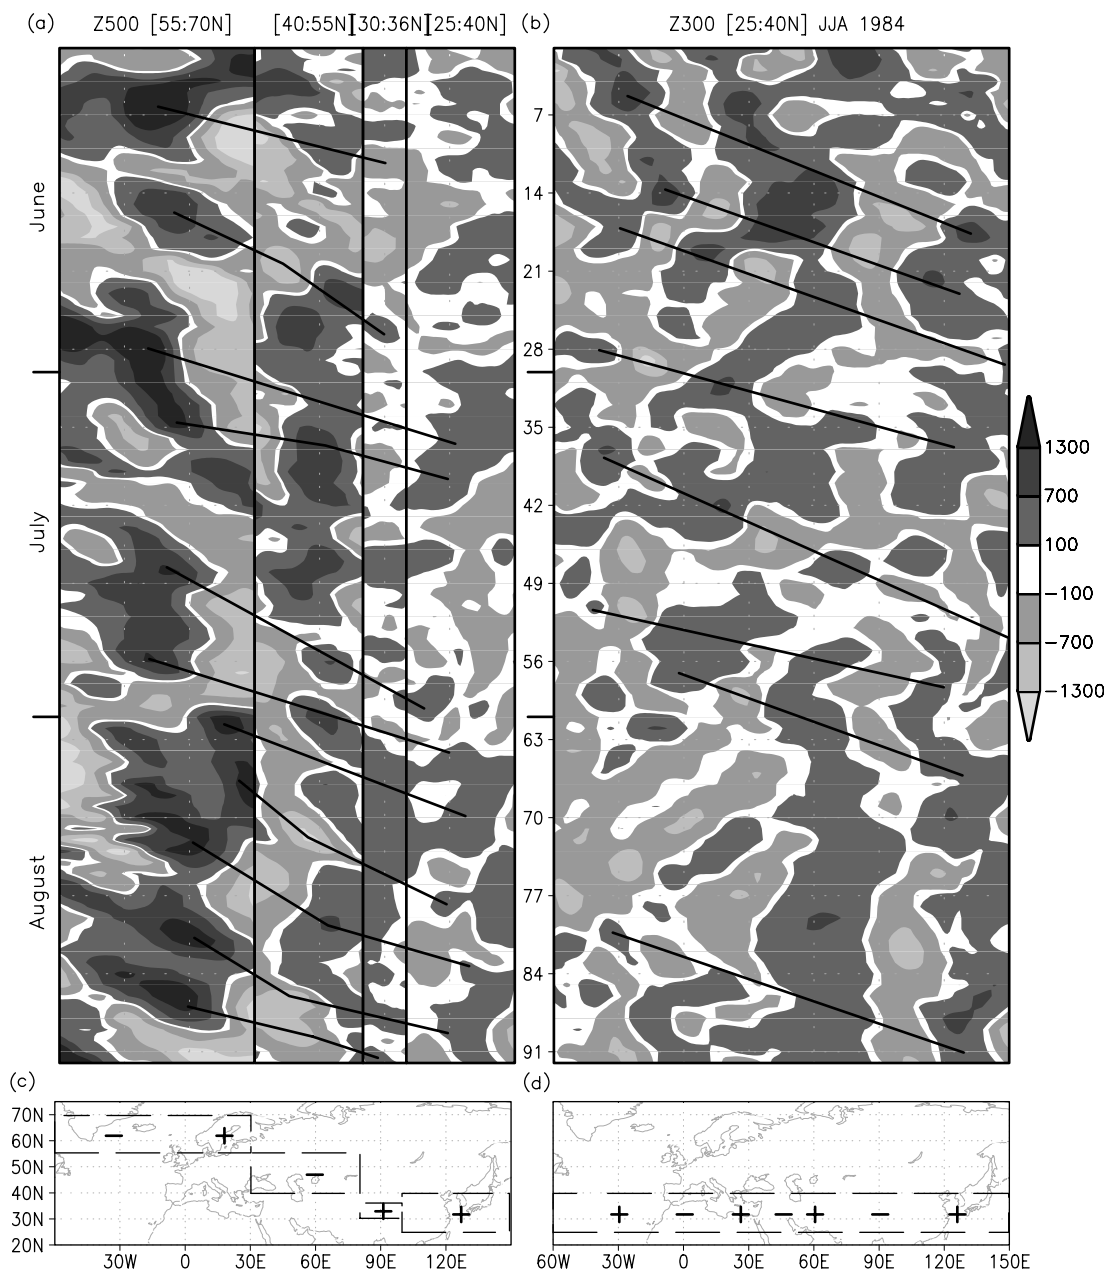 (a) Z500 [55:70N] [40:55N][30:36N][25:40N] (b) Z300 [25:40N] JJA 1984
June
July
August
7
14
21
28
35
42
49
56
63
70
77
84
91
1300
700
100
−100
−700
−1300
(c) (d)
70N
60N
50N
40N
30N
20N
30W 0 30E 60E 90E 120E 60W 30W 0 30E 60E 90E 120E 150E